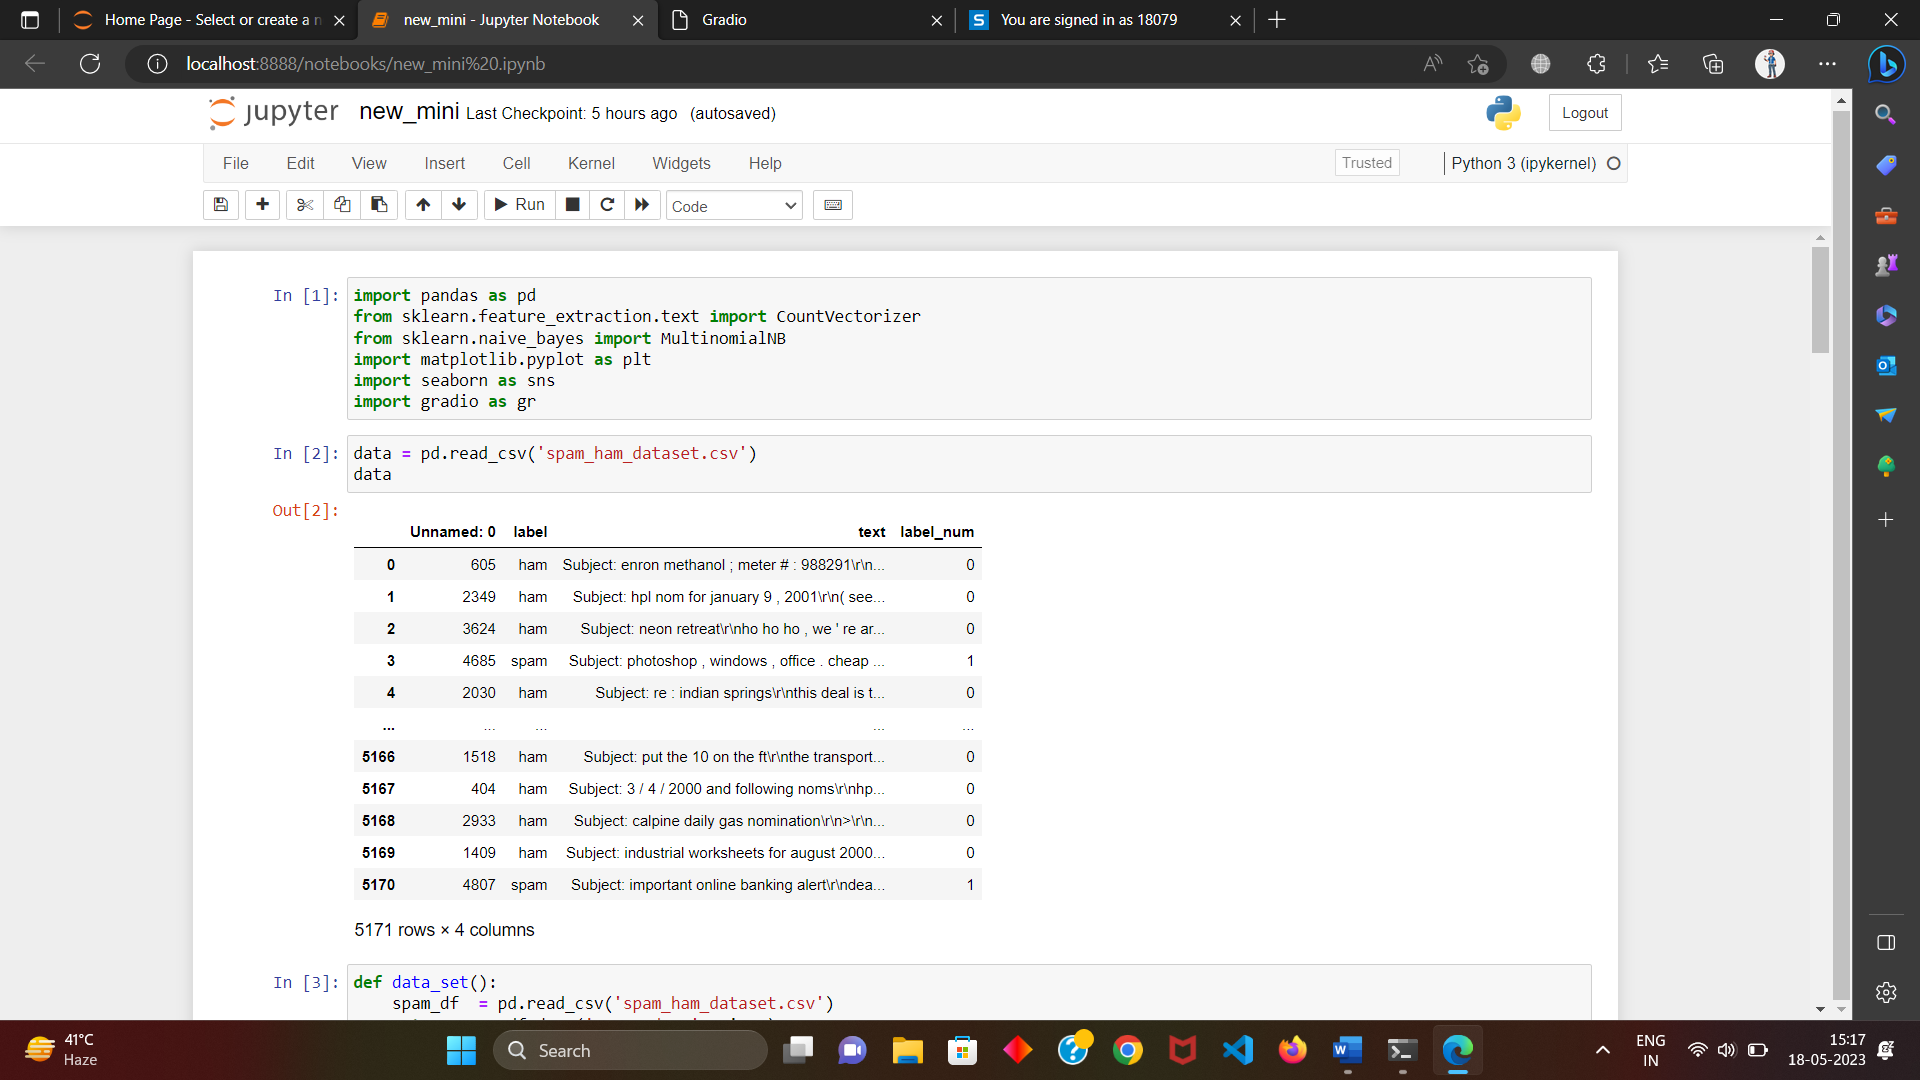 Home Page - Select or create a n
new_mini - Jupyter Notebook
Gradio
S You are signed in as 18079
localhost:8888/notebooks/new_mini%20.ipynb
jupyter new_mini Last Checkpoint: 5 hours ago (autosaved)
Logout
File Edit View Insert Cell Kernel Widgets Help
Trusted
Python 3 (ipykernel)
Run
Code
In [1]: import pandas as pd
from sklearn.feature_extraction.text import CountVectorizer
from sklearn.naive_bayes import MultinomialNB
import matplotlib.pyplot as plt
import seaborn as sns
import gradio as gr
In [2]: data = pd.read_csv('spam_ham_dataset.csv')
data
Out[2]:
Unnamed: 0 label text label_num
0 605 ham Subject: enron methanol ; meter # : 988291\r\n... 0
1 2349 ham Subject: hpl nom for january 9 , 2001\r\n( see... 0
2 3624 ham Subject: neon retreat\r\nho ho ho , we ' re ar... 0
3 4685 spam Subject: photoshop , windows , office . cheap ... 1
4 2030 ham Subject: re : indian springs\r\nthis deal is t... 0
... ... ... ... ...
5166 1518 ham Subject: put the 10 on the ft\r\nthe transport... 0
5167 404 ham Subject: 3 / 4 / 2000 and following noms\r\nhp... 0
5168 2933 ham Subject: calpine daily gas nomination\r\n>\r\n... 0
5169 1409 ham Subject: industrial worksheets for august 2000... 0
5170 4807 spam Subject: important online banking alert\r\ndea... 1
5171 rows × 4 columns
In [3]: def data_set():
spam_df = pd.read_csv('spam_ham_dataset.csv')
41°C
Haze
Search
ENG
IN
15:17
18-05-2023